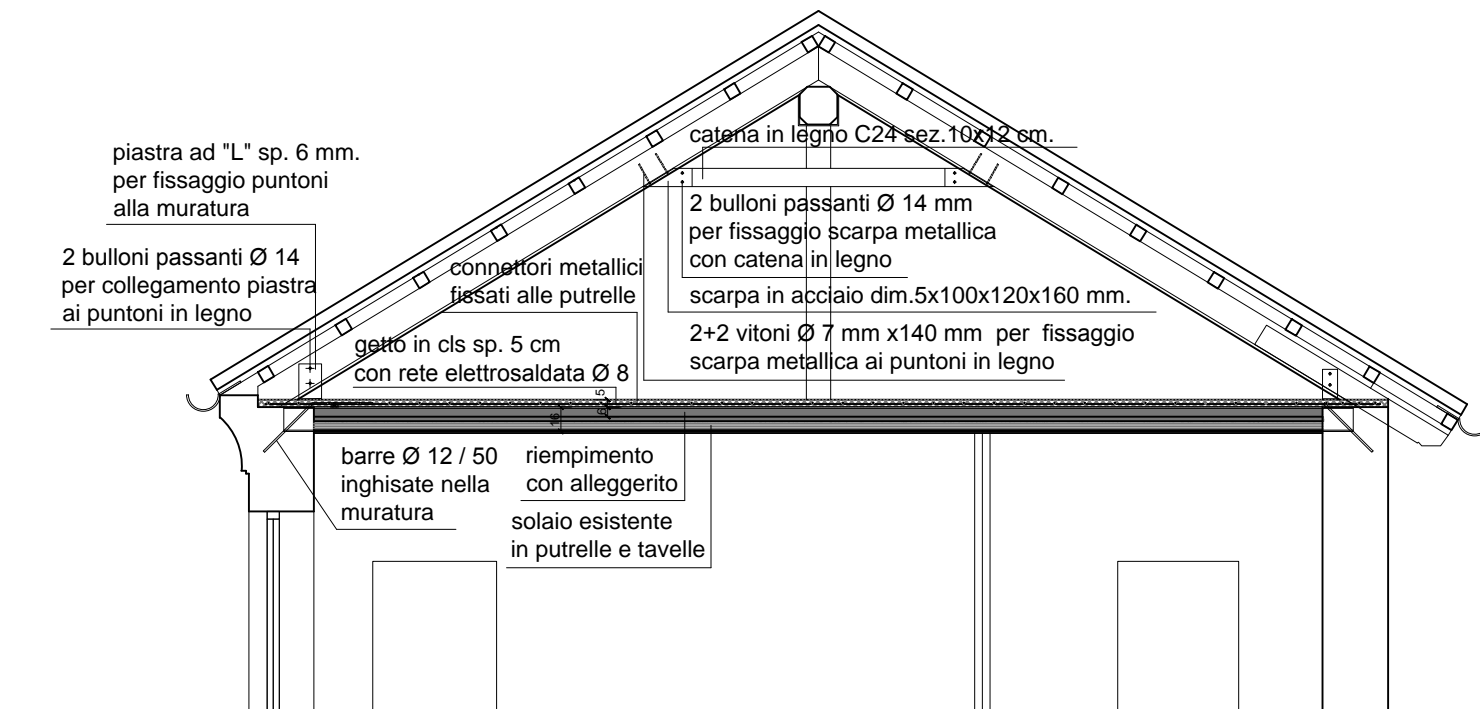 catena in legno C24 sez.10x12 cm.
piastra ad "L" sp. 6 mm.
per fissaggio puntoni
alla muratura
2 bulloni passanti Ø 14
per collegamento piastra
ai puntoni in legno
2 bulloni passanti Ø 14 mm
per fissaggio scarpa metallica
con catena in legno
connettori metallici
fissati alle putrelle
scarpa in acciaio dim.5x100x120x160 mm.
2+2 vitoni Ø 7 mm x140 mm per fissaggio
scarpa metallica ai puntoni in legno
getto in cls sp. 5 cm
con rete elettrosaldata Ø 8
5
6
16
barre Ø 12 / 50
inghisate nella
muratura
riempimento
con alleggerito
solaio esistente
in putrelle e tavelle